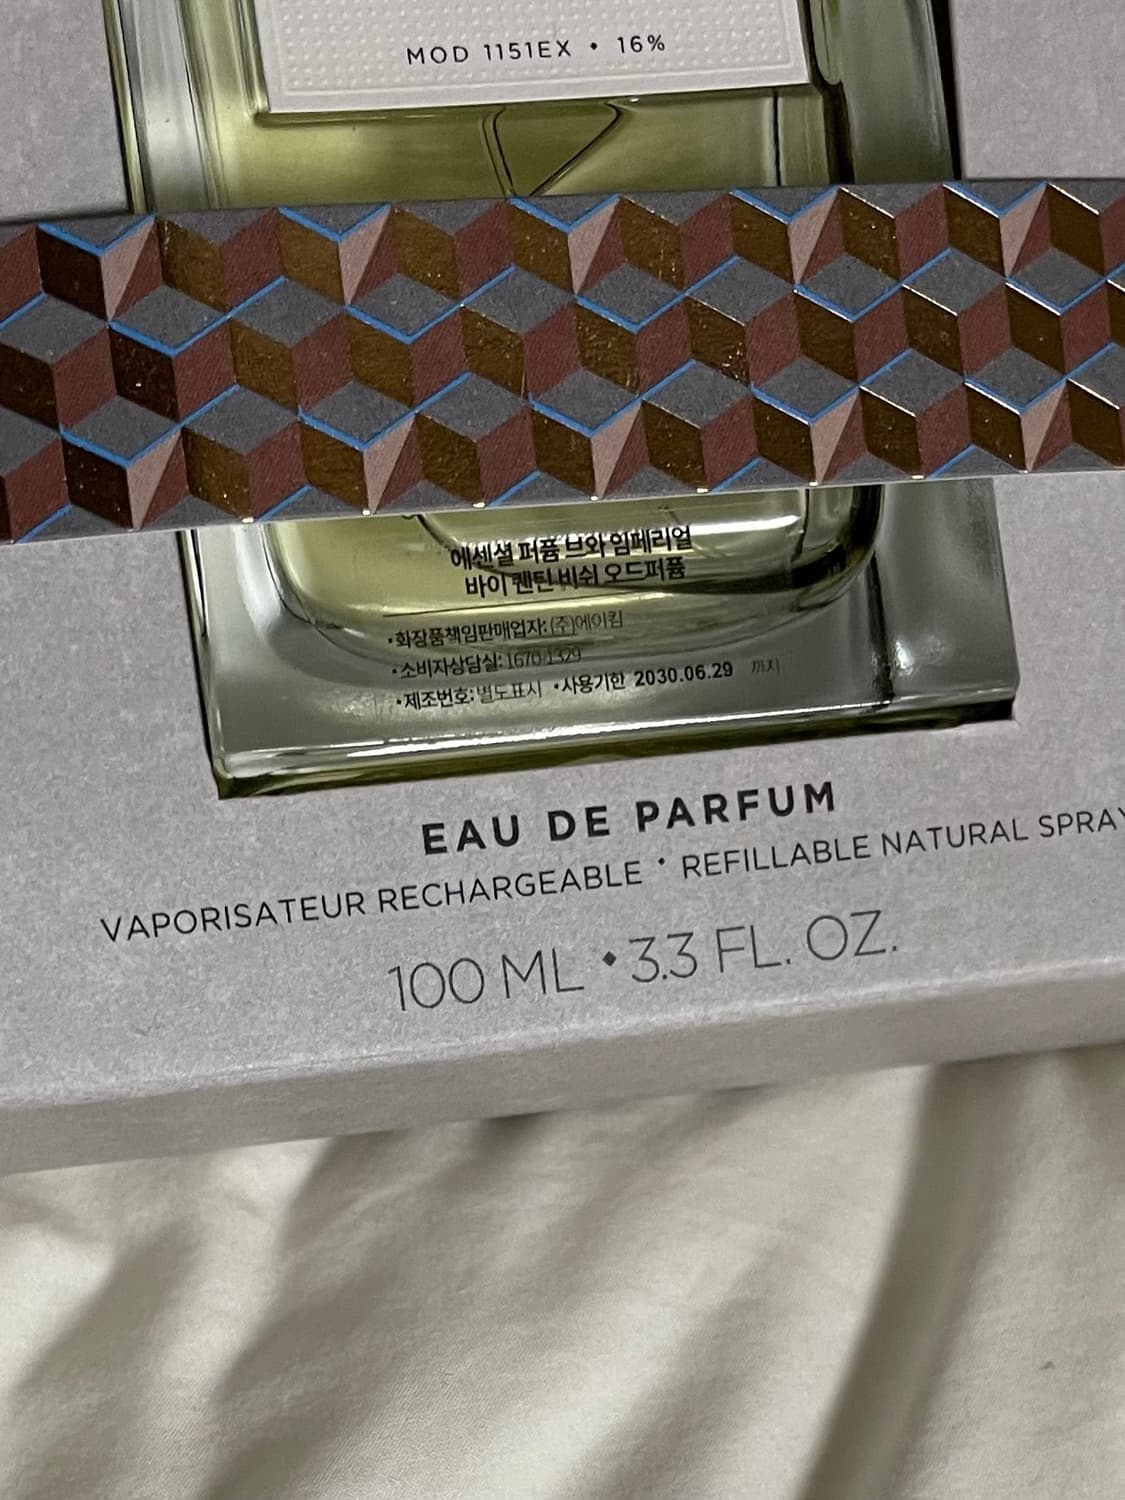 MOD 1151EX • 16%
에센셜 퍼퓸 브와 임페리얼
바이 퀜틴 비쉬 오드퍼퓸
•화장품책임판매업자: (주)에이킴
•소비자상담실: 1670-1329
•제조번호: 별도표시 •사용기한 2030.06.29 까지
EAU DE PARFUM
VAPORISATEUR RECHARGEABLE • REFILLABLE NATURAL SPRAY
100 ML • 3.3 FL. OZ.